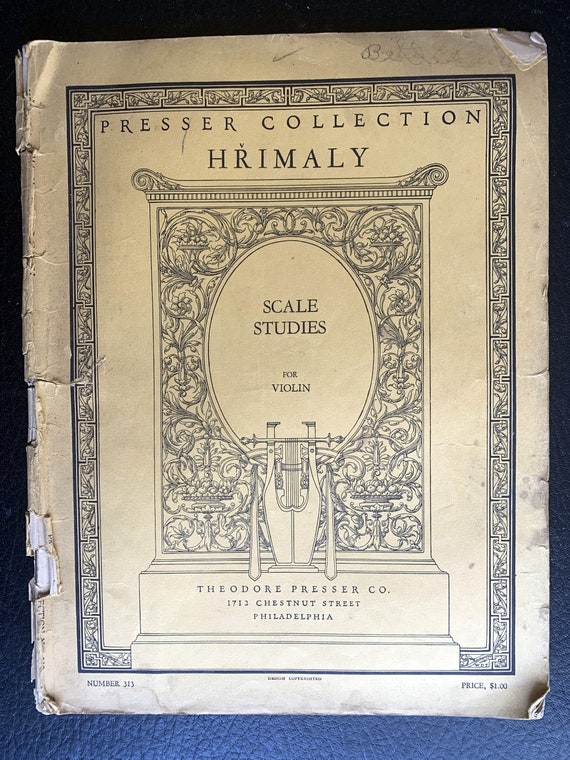 PRESSER COLLECTION
HŘIMALY
SCALE
STUDIES
FOR
VIOLIN
THEODORE PRESSER CO.
1712 CHESTNUT STREET
PHILADELPHIA
NUMBER 313
DESIGN COPYRIGHTED
PRICE, $1.00